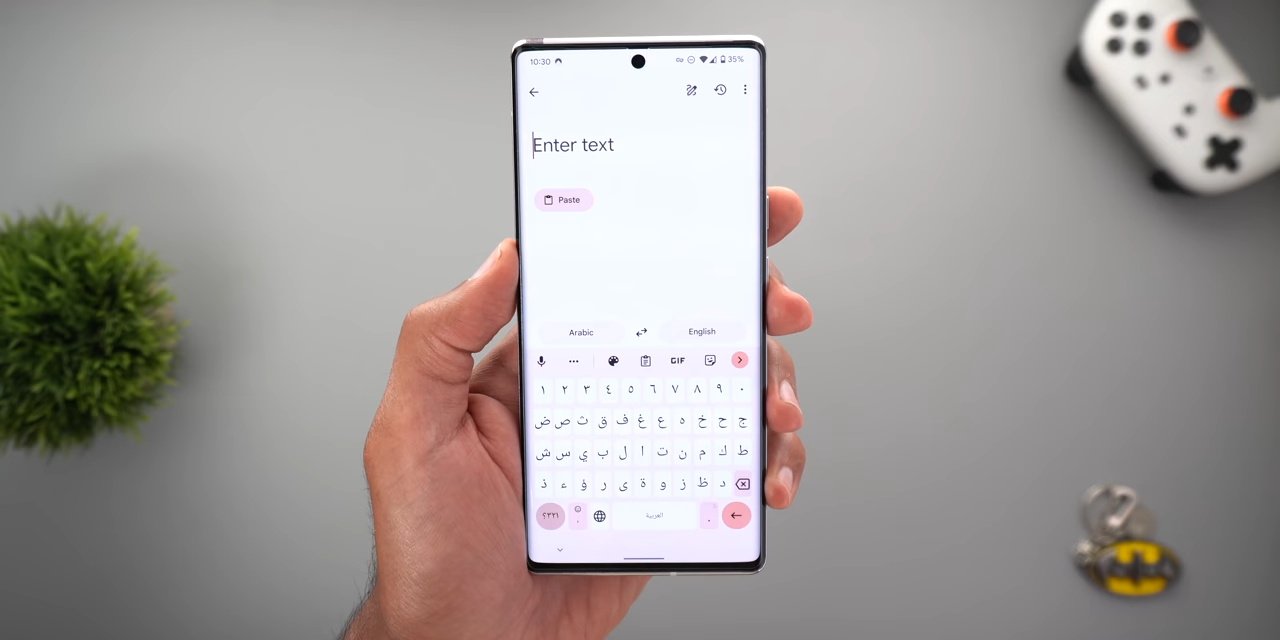 10:30 35%
Enter text
Paste
Arabic English
GIF
١ ٢ ٣ ٤ ٥ ٦ ٧ ٨ ٩ ٠
ض ص ث ق ف غ ع ه خ ح ج
ش س ي ب ل ا ت ن م ك ط
ذ ء ؤ ر ى ة و ز ظ د
؟٣٢١ ، العربية .